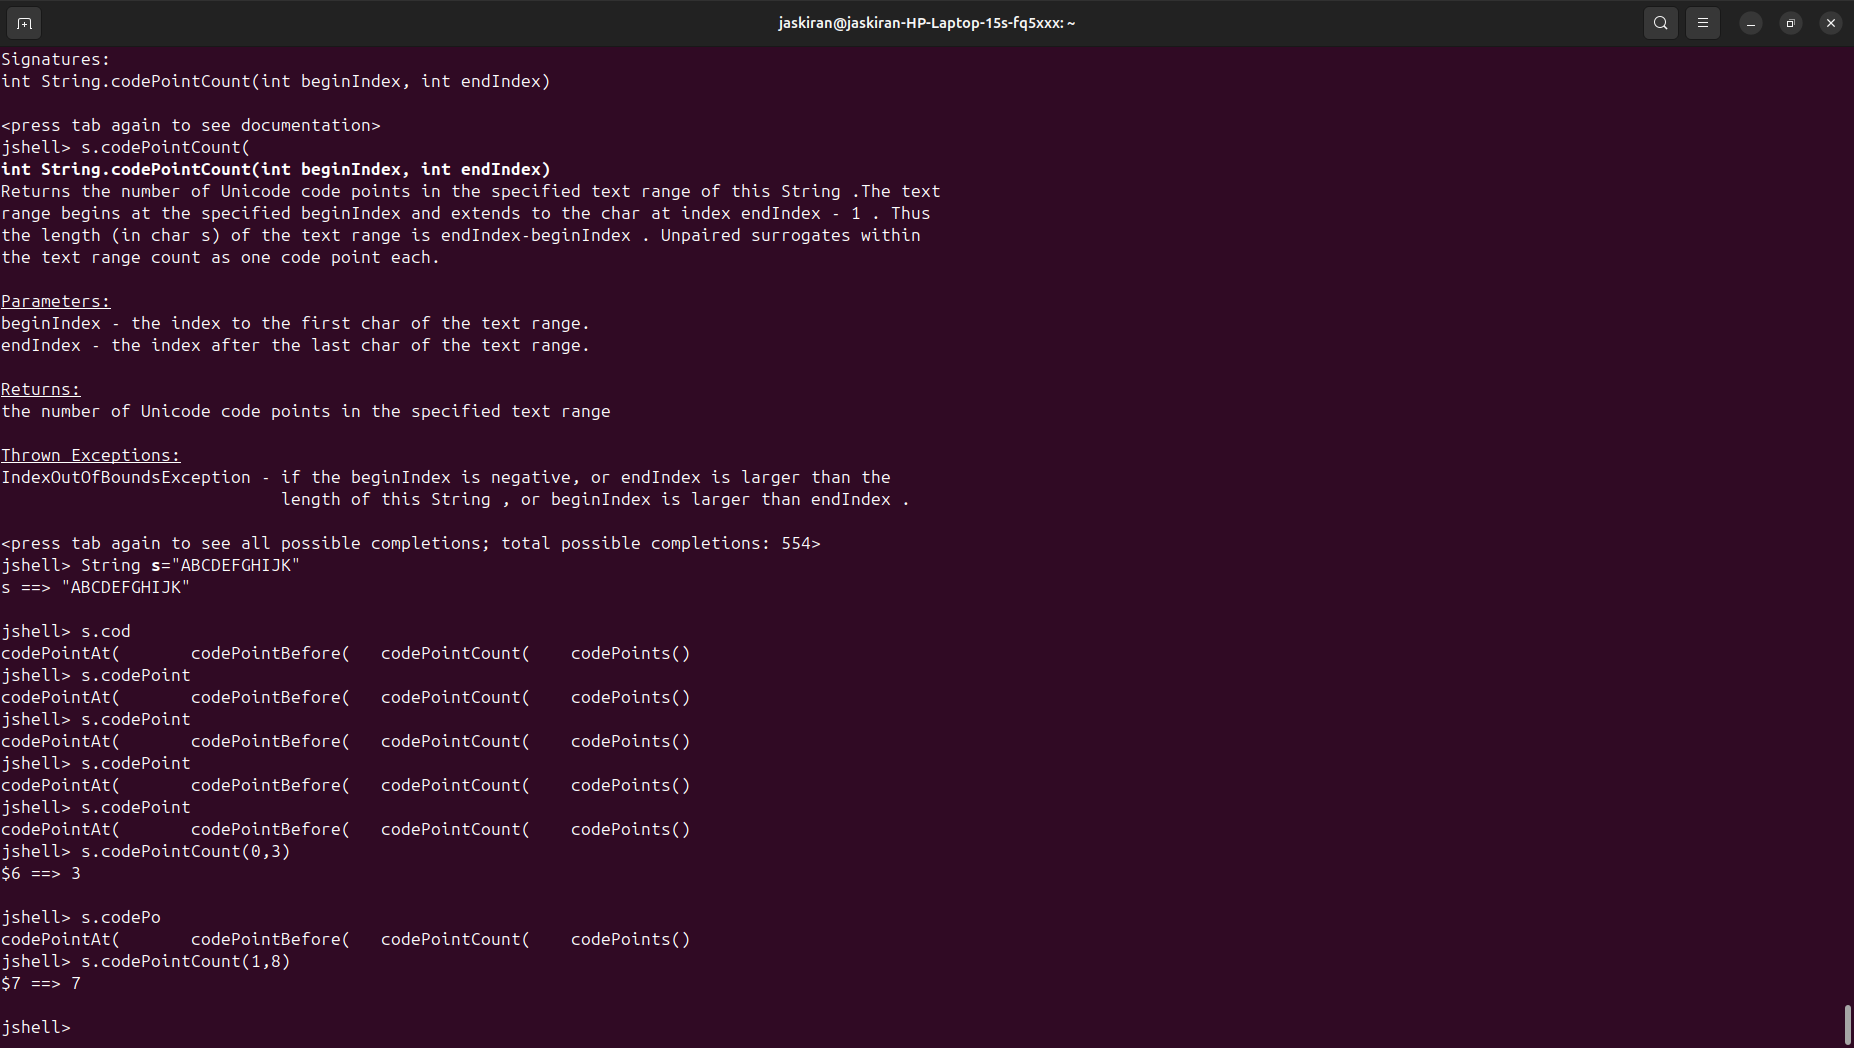 jaskiran@jaskiran-HP-Laptop-15s-fq5xxx: ~
Signatures:
int String.codePointCount(int beginIndex, int endIndex)
<press tab again to see documentation>
jshell> s.codePointCount(
int String.codePointCount(int beginIndex, int endIndex)
Returns the number of Unicode code points in the specified text range of this String .The text
range begins at the specified beginIndex and extends to the char at index endIndex - 1 . Thus
the length (in char s) of the text range is endIndex-beginIndex . Unpaired surrogates within
the text range count as one code point each.
Parameters:
beginIndex - the index to the first char of the text range.
endIndex - the index after the last char of the text range.
Returns:
the number of Unicode code points in the specified text range
Thrown Exceptions:
IndexOutOfBoundsException - if the beginIndex is negative, or endIndex is larger than the
length of this String , or beginIndex is larger than endIndex .
<press tab again to see all possible completions; total possible completions: 554>
jshell> String s="ABCDEFGHIJK"
s ==> "ABCDEFGHIJK"
jshell> s.cod
codePointAt(       codePointBefore(   codePointCount(    codePoints()
jshell> s.codePoint
codePointAt(       codePointBefore(   codePointCount(    codePoints()
jshell> s.codePoint
codePointAt(       codePointBefore(   codePointCount(    codePoints()
jshell> s.codePoint
codePointAt(       codePointBefore(   codePointCount(    codePoints()
jshell> s.codePoint
codePointAt(       codePointBefore(   codePointCount(    codePoints()
jshell> s.codePointCount(0,3)
$6 ==> 3
jshell> s.codePo
codePointAt(       codePointBefore(   codePointCount(    codePoints()
jshell> s.codePointCount(1,8)
$7 ==> 7
jshell>